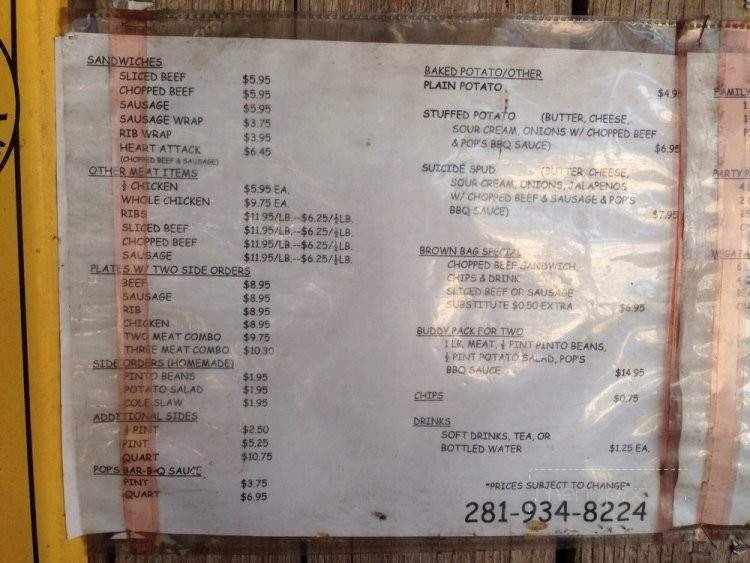 SANDWICHES
SLICED BEEF $5.95
CHOPPED BEEF $5.95
SAUSAGE $5.95
SAUSAGE WRAP $3.75
RIB WRAP $3.95
HEART ATTACK $6.45
(CHOPPED BEEF & SAUSAGE)
OTHER MEAT ITEMS
½ CHICKEN $5.95 EA.
WHOLE CHICKEN $9.75 EA.
RIBS $11.95/LB.--$6.25/½LB.
SLICED BEEF $11.95/LB.--$6.25/½LB.
CHOPPED BEEF $11.95/LB.--$6.25/½LB.
SAUSAGE $11.95/LB.--$6.25/½LB.
PLATES W/ TWO SIDE ORDERS
BEEF $8.95
SAUSAGE $8.95
RIB $8.95
CHICKEN $8.95
TWO MEAT COMBO $9.75
THREE MEAT COMBO $10.30
SIDE ORDERS (HOMEMADE)
PINTO BEANS $1.95
POTATO SALAD $1.95
COLE SLAW $1.95
ADDITIONAL SIDES
½ PINT $2.50
PINT $5.25
QUART $10.75
POP'S BAR-B-Q SAUCE
PINT $3.75
QUART $6.95
BAKED POTATO/OTHER
PLAIN POTATO $4.9
STUFFED POTATO (BUTTER, CHEESE,
SOUR CREAM, ONIONS W/ CHOPPED BEEF
& POP'S BBQ SAUCE) $6.95
SUICIDE SPUD (BUTTER, CHEESE,
SOUR CREAM, ONIONS, JALAPENOS
W/ CHOPPED BEEF & SAUSAGE & POP'S
BBQ SAUCE) $7.95
BROWN BAG SPECIAL
CHOPPED BEEF SANDWICH,
CHIPS & DRINK
SLICED BEEF OR SAUSAGE
SUBSTITUTE $0.50 EXTRA $6.95
BUDDY PACK FOR TWO
1 LB. MEAT, ½ PINT PINTO BEANS,
½ PINT POTATO SALAD, POP'S
BBQ SAUCE $14.95
CHIPS $0.75
DRINKS
SOFT DRINKS, TEA, OR
BOTTLED WATER $1.25 EA.
*PRICES SUBJECT TO CHANGE*
281-934-8224
FAMILY
PARTY P